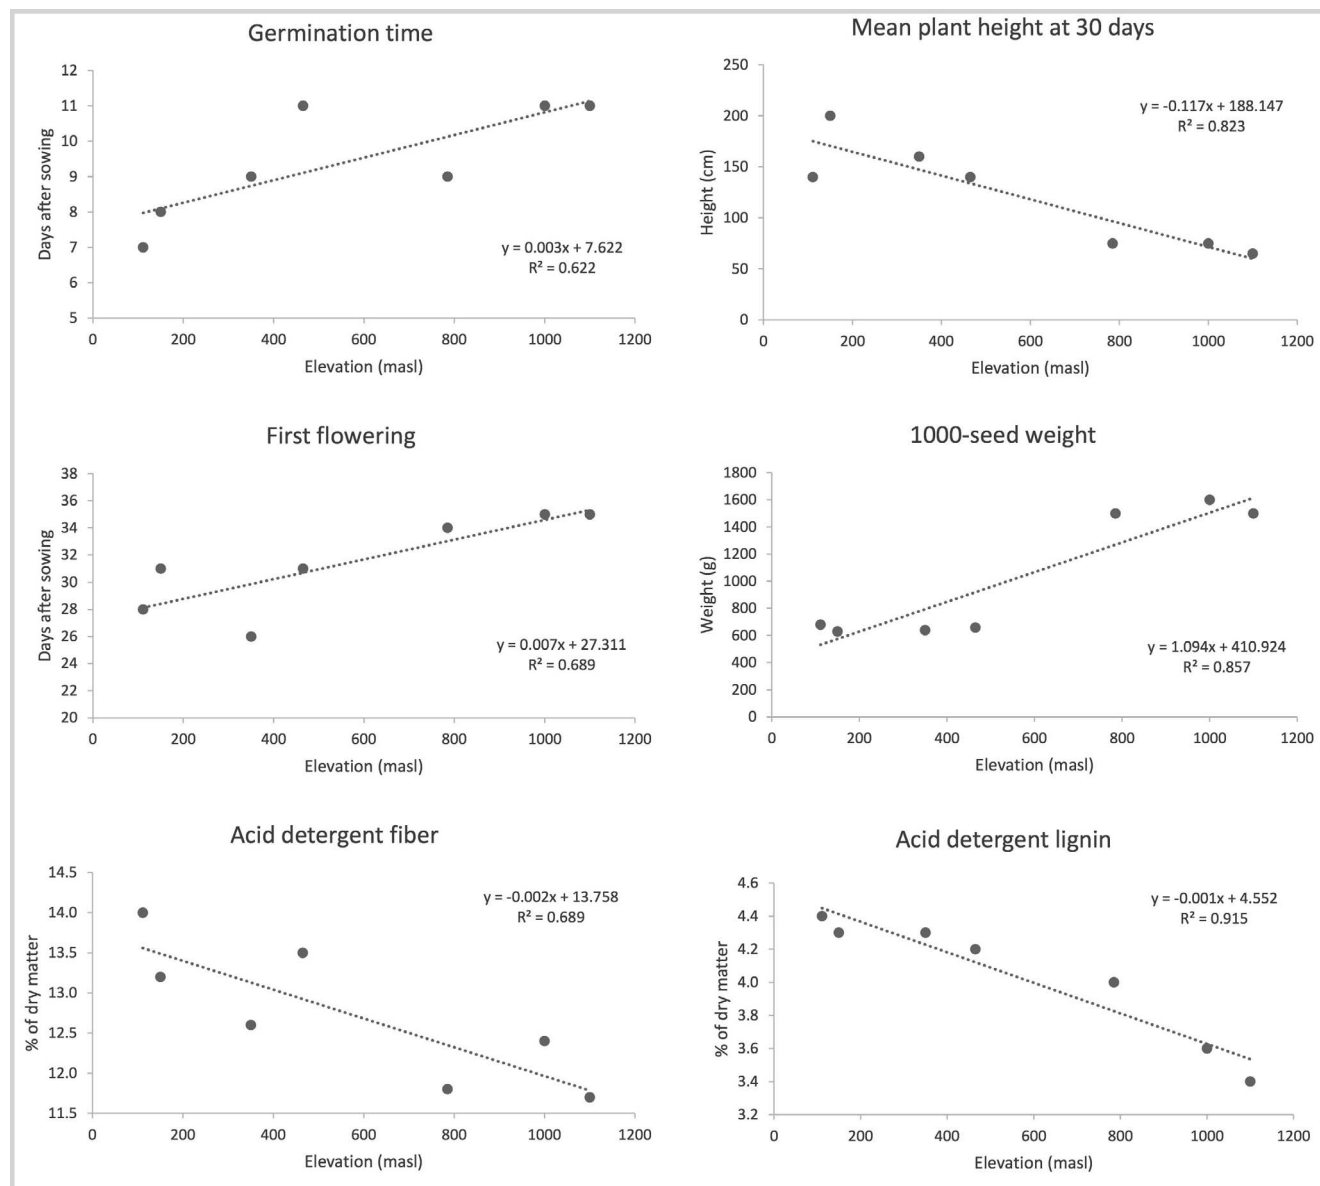 Germination time
12
11
10
9
8
7
6
5
Days after sowing
y = 0.003x + 7.622
R² = 0.622
0 200 400 600 800 1000 1200
Elevation (masl)
Mean plant height at 30 days
250
200
150
100
50
0
Height (cm)
y = -0.117x + 188.147
R² = 0.823
0 200 400 600 800 1000 1200
Elevation (masl)
First flowering
38
36
34
32
30
28
26
24
22
20
Days after sowing
y = 0.007x + 27.311
R² = 0.689
0 200 400 600 800 1000 1200
Elevation (masl)
1000-seed weight
1800
1600
1400
1200
1000
800
600
400
200
0
Weight (g)
y = 1.094x + 410.924
R² = 0.857
0 200 400 600 800 1000 1200
Elevation (masl)
Acid detergent fiber
14.5
14.0
13.5
13.0
12.5
12.0
11.5
% of dry matter
y = -0.002x + 13.758
R² = 0.689
0 200 400 600 800 1000 1200
Elevation (masl)
Acid detergent lignin
4.6
4.4
4.2
4.0
3.8
3.6
3.4
3.2
% of dry matter
y = -0.001x + 4.552
R² = 0.915
0 200 400 600 800 1000 1200
Elevation (masl)